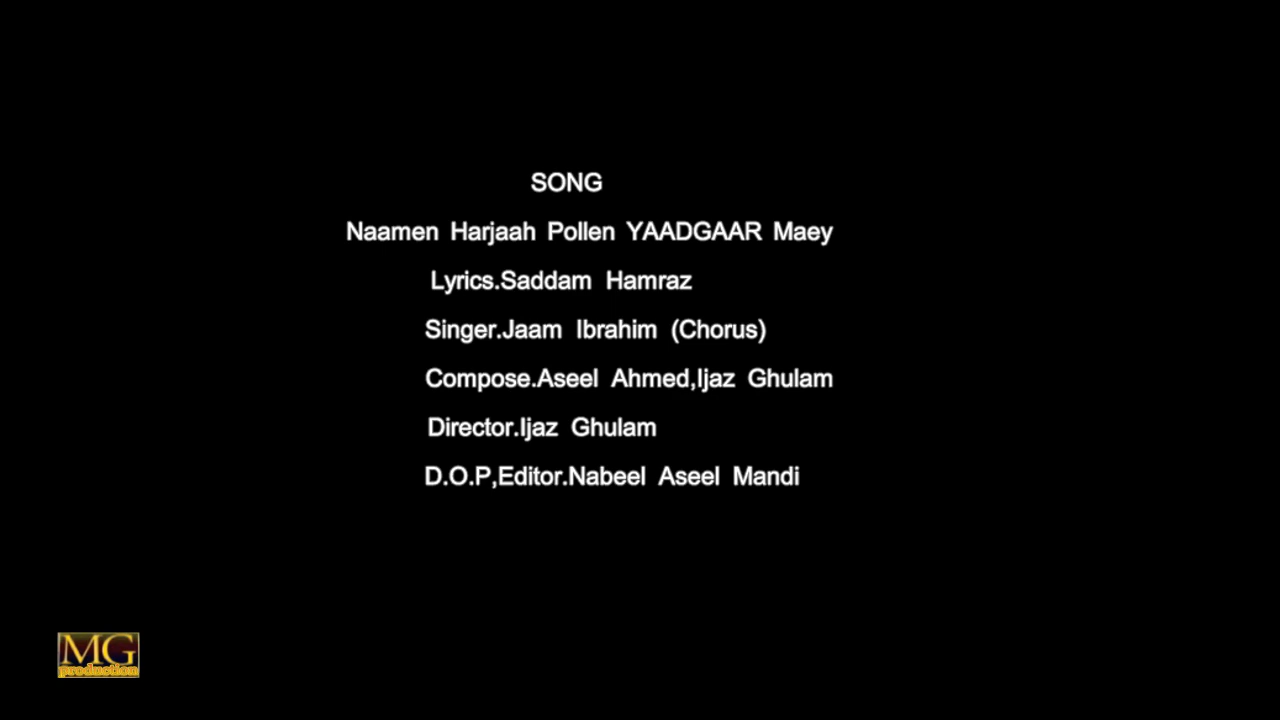 SONG
Naamen Harjaah Pollen YAADGAAR Maey
Lyrics.Saddam Hamraz
Singer.Jaam Ibrahim (Chorus)
Compose.Aseel Ahmed,Ijaz Ghulam
Director.Ijaz Ghulam
D.O.P,Editor.Nabeel Aseel Mandi
MG
production